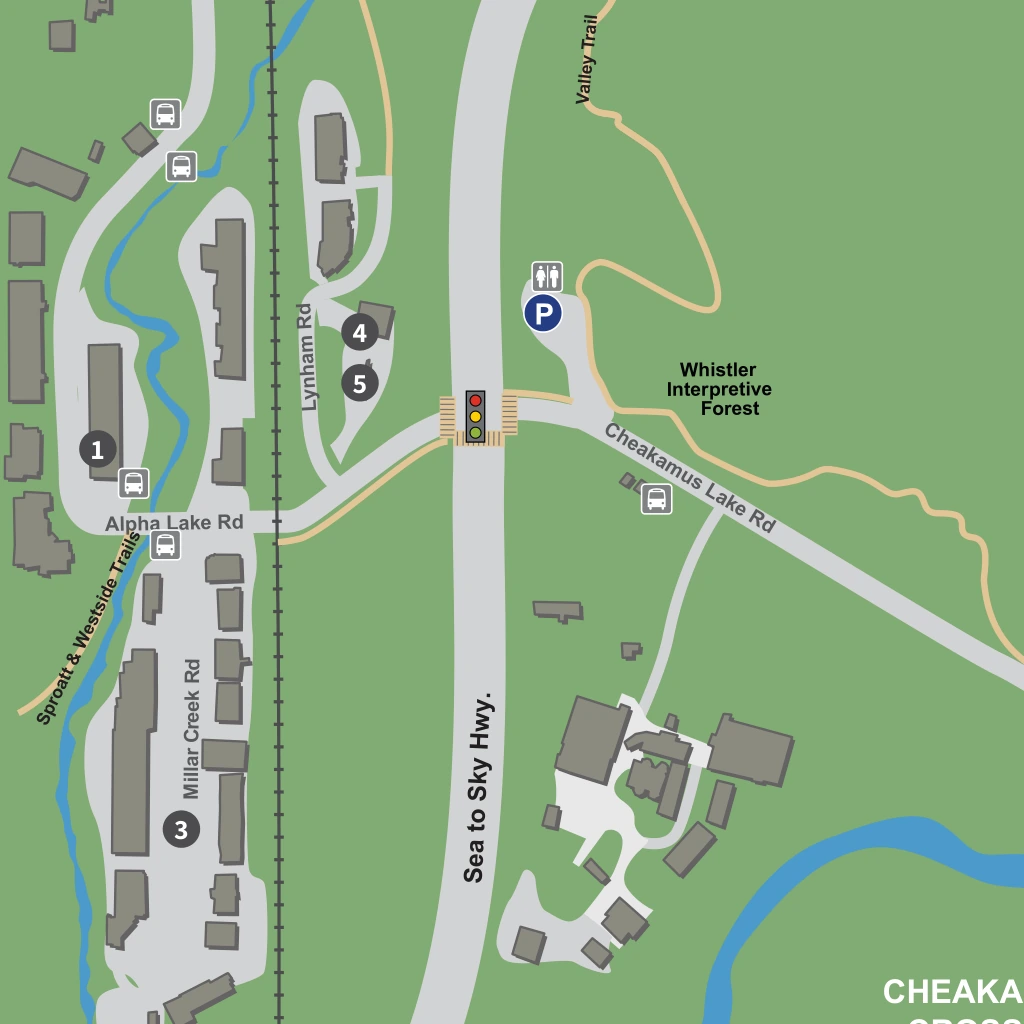 Valley Trail
P
4
Lynham Rd
5
Whistler
Interpretive
Forest
1
Cheakamus Lake Rd
Alpha Lake Rd
Sproatt & Westside Trails
Millar Creek Rd
Sea to Sky Hwy.
3
CHEAKA